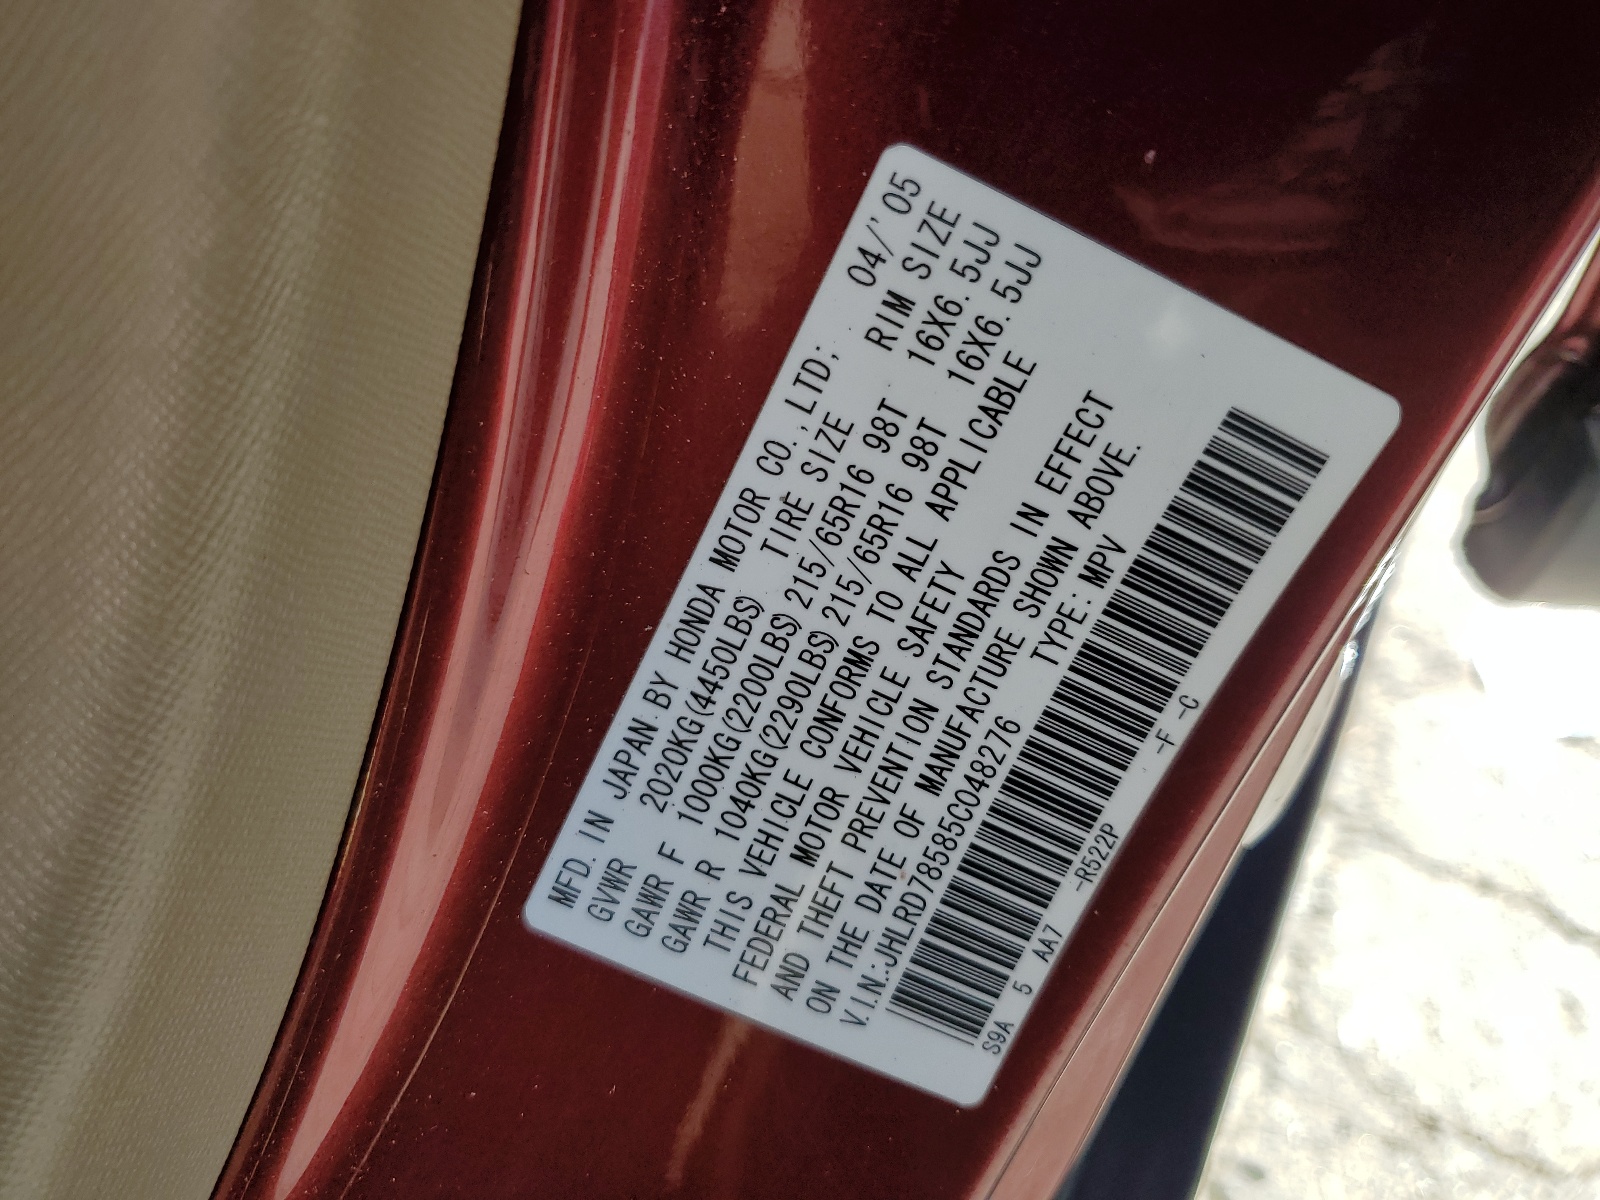 MFD. IN JAPAN BY HONDA MOTOR CO.,LTD; 04//'05
GVWR 2020KG(4450LBS) TIRE SIZE RIM SIZE
GAWR F 1000KG(2200LBS) 215/65R16 98T 16X6.5JJ
GAWR R 1040KG(2290LBS) 215/65R16 98T 16X6.5JJ
THIS VEHICLE CONFORMS TO ALL APPLICABLE
FEDERAL MOTOR VEHICLE SAFETY
AND THEFT PREVENTION STANDARDS IN EFFECT
ON THE DATE OF MANUFACTURE SHOWN ABOVE.
V.I.N.:JHLRD78585C048276 TYPE: MPV
S9A 5 AA7 -R522P -F -C